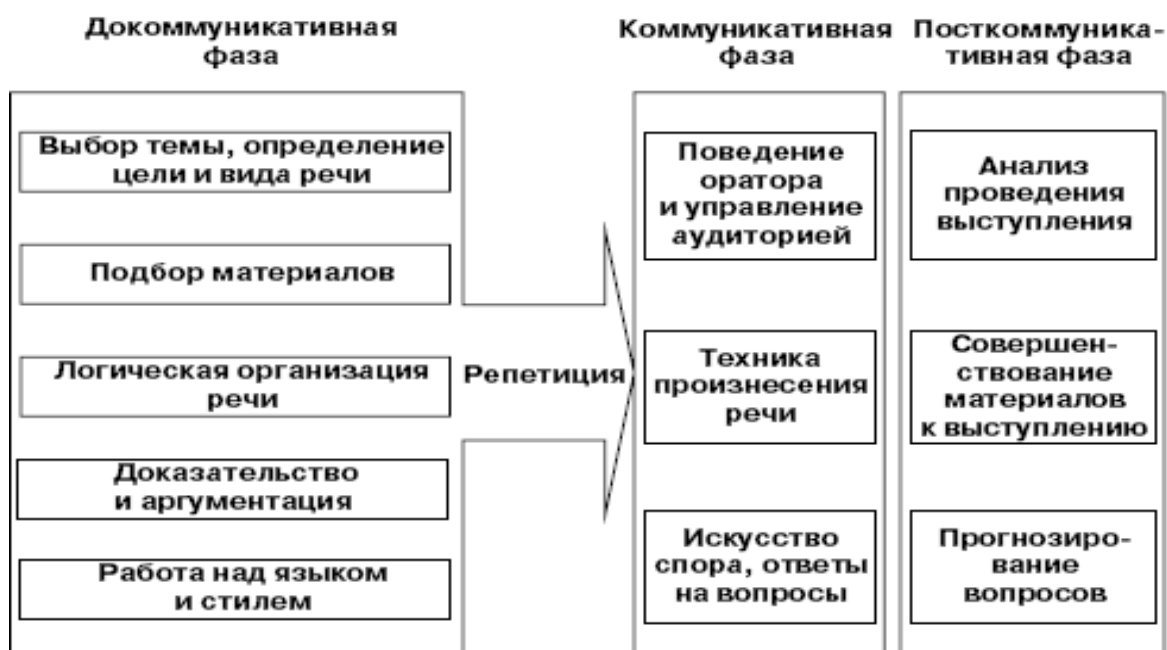 Докоммуникативная
фаза
Выбор темы, определение
цели и вида речи
Подбор материалов
Логическая организация
речи
Доказательство
и аргументация
Работа над языком
и стилем
Репетиция
Коммуникативная
фаза
Поведение
оратора
и управление
аудиторией
Техника
произнесения
речи
Искусство
спора, ответы
на вопросы
Посткоммуника-
тивная фаза
Анализ
проведения
выступления
Совершен-
ствование
материалов
к выступлению
Прогнозиро-
вание
вопросов